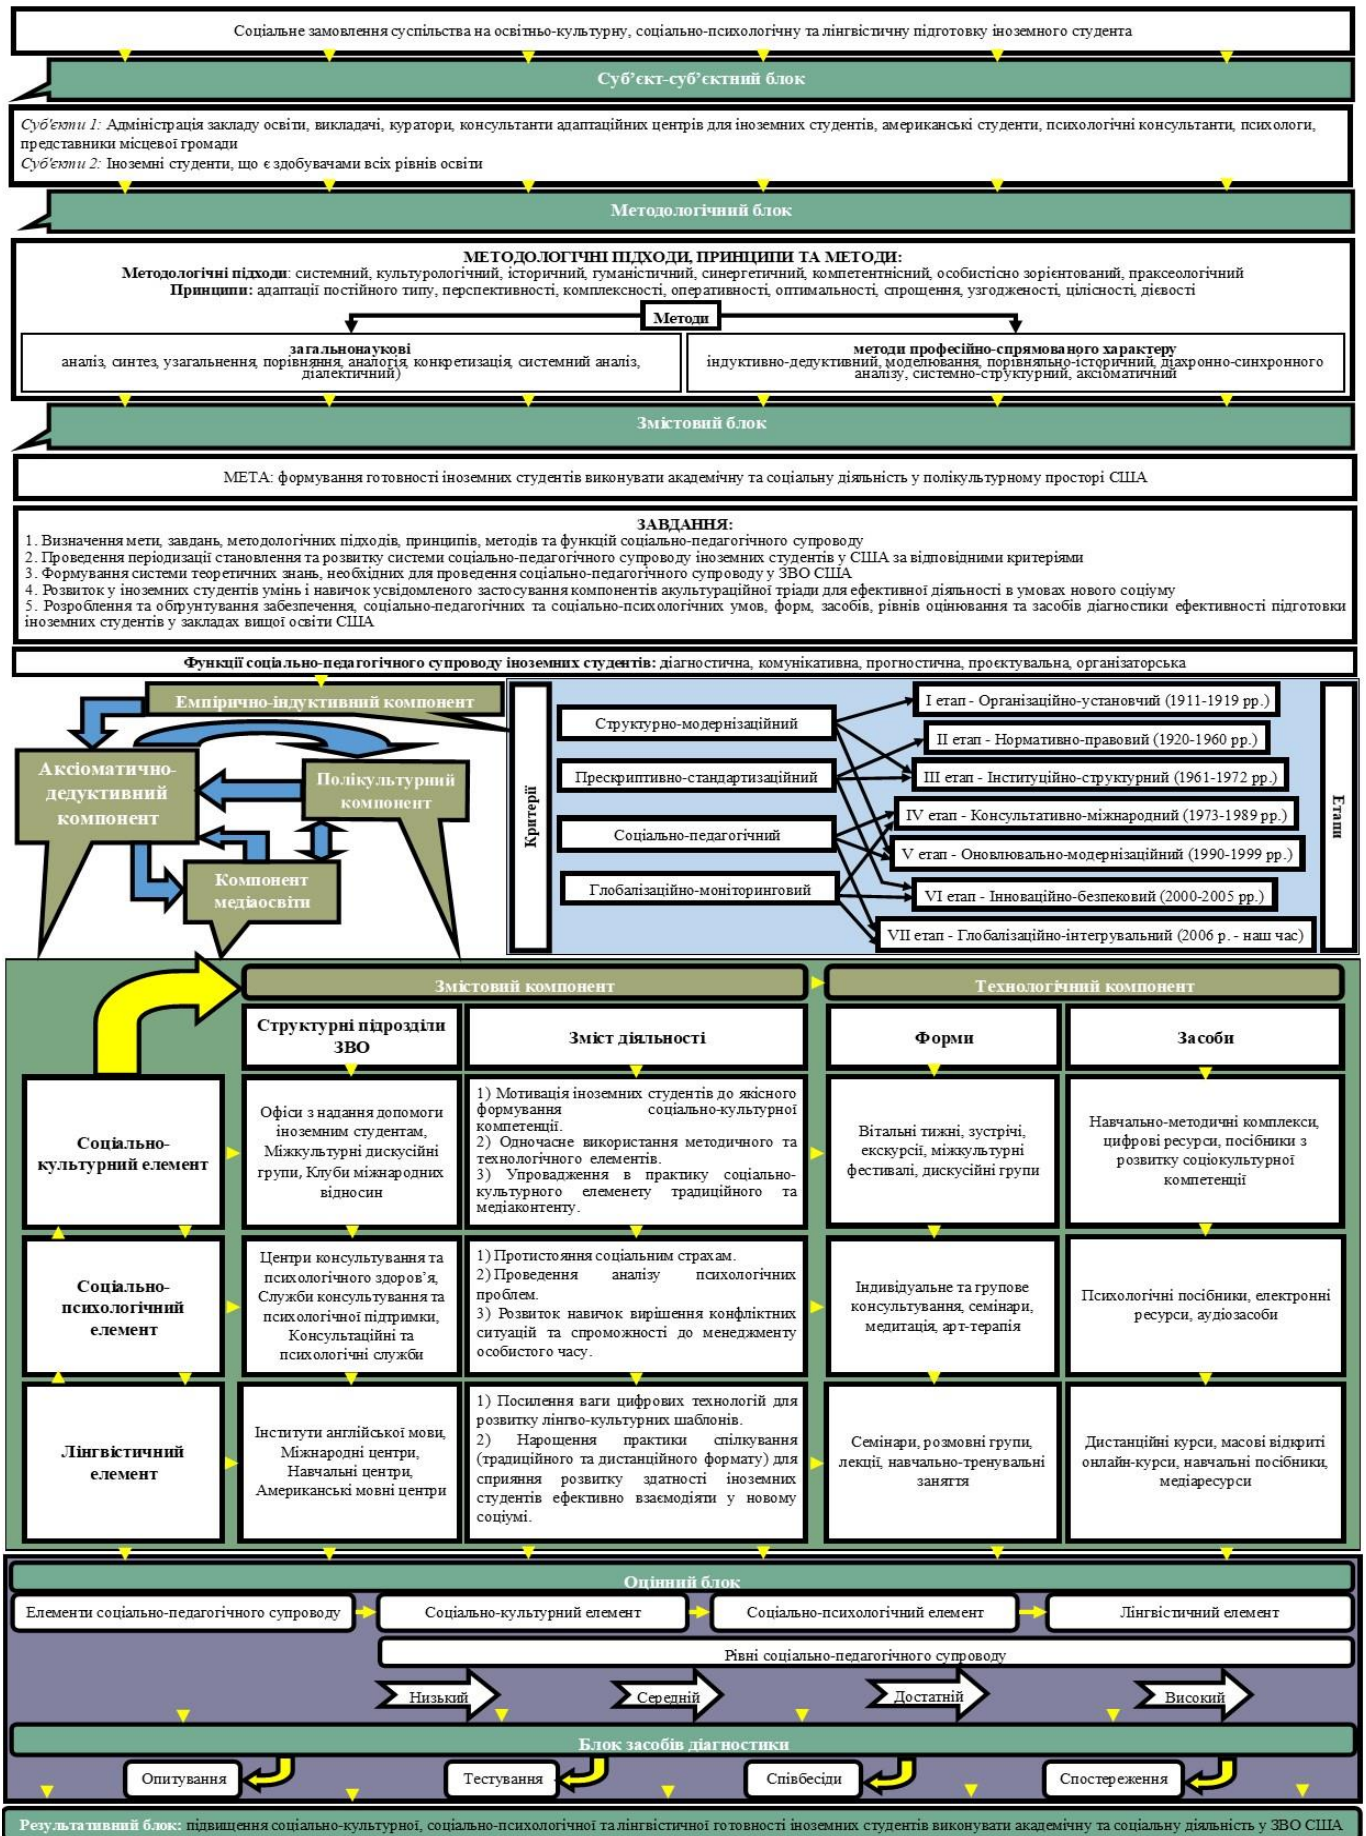 Соціальне замовлення суспільства на освітньо-культурну, соціально-психологічну та лінгвістичну підготовку іноземного студента
Суб’єкт-суб’єктний блок
Суб'єкти 1: Адміністрація закладу освіти, викладачі, куратори, консультанти адаптаційних центрів для іноземних студентів, американські студенти, психологічні консультанти, психологи,
представники місцевої громади
Суб'єкти 2: Іноземні студенти, що є здобувачами всіх рівнів освіти
Методологічний блок
МЕТОДОЛОГІЧНІ ПІДХОДИ, ПРИНЦИПИ ТА МЕТОДИ:
Методологічні підходи: системний, культурологічний, історичний, гуманістичний, синергетичний, компетентнісний, особистісно зорієнтований, праксеологічний
Принципи: адаптації постійного типу, перспективності, комплексності, оперативності, оптимальності, спрощення, узгодженості, цілісності, дієвості
Методи
загальнонаукові
аналіз, синтез, узагальнення, порівняння, аналогія, конкретизація, системний аналіз,
діалектичний)
методи професійно-спрямованого характеру
індуктивно-дедуктивний, моделювання, порівняльно-історичний, діахронно-синхронного
аналізу, системно-структурний, аксіоматичний
Змістовий блок
МЕТА: формування готовності іноземних студентів виконувати академічну та соціальну діяльність у полікультурному просторі США
ЗАВДАННЯ:
1. Визначення мети, завдань, методологічних підходів, принципів, методів та функцій соціально-педагогічного супроводу
2. Проведення періодизації становлення та розвитку системи соціально-педагогічного супроводу іноземних студентів у США за відповідними критеріями
3. Формування системи теоретичних знань, необхідних для проведення соціально-педагогічного супроводу у ЗВО США
4. Розвиток у іноземних студентів умінь і навичок усвідомленого застосування компонентів акультураційної тріади для ефективної діяльності в умовах нового соціуму
5. Розроблення та обґрунтування забезпечення, соціально-педагогічних та соціально-психологічних умов, форм, засобів, рівнів оцінювання та засобів діагностики ефективності підготовки
іноземних студентів у закладах вищої освіти США
Функції соціально-педагогічного супроводу іноземних студентів: діагностична, комунікативна, прогностична, проєктувальна, організаторська
Емпірично-індуктивний компонент
Аксіоматично-
дедуктивний
компонент
Полікультурний
компонент
Компонент
медіаосвіти
Критерії
Структурно-модернізаційний
Прескриптивно-стандартизаційний
Соціально-педагогічний
Глобалізаційно-моніторинговий
I етап - Організаційно-установчий (1911-1919 рр.)
II етап - Нормативно-правовий (1920-1960 рр.)
III етап - Інституційно-структурний (1961-1972 рр.)
IV етап - Консультативно-міжнародний (1973-1989 рр.)
V етап - Оновлювально-модернізаційний (1990-1999 рр.)
VI етап - Інноваційно-безпековий (2000-2005 рр.)
VII етап - Глобалізаційно-інтегрувальний (2006 р. - наш час)
Етапи
Змістовий компонент
Технологічний компонент
Структурні підрозділи
ЗВО
Зміст діяльності
Форми
Засоби
Соціально-
культурний елемент
Офіси з надання допомоги
іноземним студентам,
Міжкультурні дискусійні
групи, Клуби міжнародних
відносин
1) Мотивація іноземних студентів до якісного
формування соціально-культурної
компетенції.
2) Одночасне використання методичного та
технологічного елементів.
3) Упровадження в практику соціально-
культурного елеменету традиційного та
медіаконтенту.
Вітальні тижні, зустрічі,
екскурсії, міжкультурні
фестивалі, дискусійні групи
Навчально-методичні комплекси,
цифрові ресурси, посібники з
розвитку соціокультурної
компетенції
Соціально-
психологічний
елемент
Центри консультування та
психологічного здоров’я,
Служби консультування та
психологічної підтримки,
Консультаційні та
психологічні служби
1) Протистояння соціальним страхам.
2) Проведення аналізу психологічних
проблем.
3) Розвиток навичок вирішення конфліктних
ситуацій та спроможності до менеджменту
особистого часу.
Індивідуальне та групове
консультування, семінари,
медитація, арт-терапія
Психологічні посібники, електронні
ресурси, аудіозасоби
Лінгвістичний
елемент
Інститути англійської мови,
Міжнародні центри,
Навчальні центри,
Американські мовні центри
1) Посилення ваги цифрових технологій для
розвитку лінгво-культурних шаблонів.
2) Нарощення практики спілкування
(традиційного та дистанційного формату) для
сприяння розвитку здатності іноземних
студентів ефективно взаємодіяти у новому
соціумі.
Семінари, розмовні групи,
лекції, навчально-тренувальні
заняття
Дистанційні курси, масові відкриті
онлайн-курси, навчальні посібники,
медіаресурси
Оцінний блок
Елементи соціально-педагогічного супроводу
Соціально-культурний елемент
Соціально-психологічний елемент
Лінгвістичний елемент
Рівні соціально-педагогічного супроводу
Низький
Середній
Достатній
Високий
Блок засобів діагностики
Опитування
Тестування
Співбесіди
Спостереження
Результативний блок: підвищення соціально-культурної, соціально-психологічної та лінгвістичної готовності іноземних студентів виконувати академічну та соціальну діяльність у ЗВО США